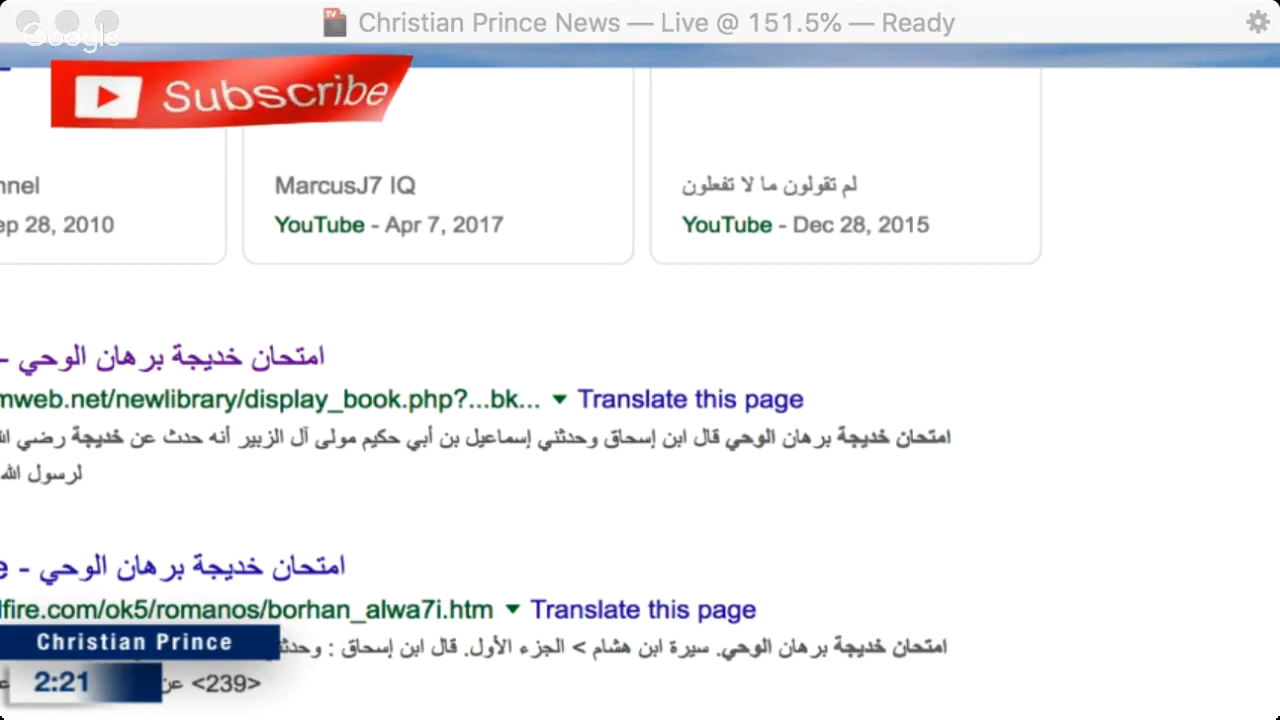 Christian Prince News — Live @ 151.5% — Ready
Google
Subscribe
nnel
MarcusJ7 IQ
لم تقولون ما لا تفعلون
ep 28, 2010
YouTube - Apr 7, 2017
YouTube - Dec 28, 2015
امتحان خديجة برهان الوحي -
mweb.net/newlibrary/display_book.php?...bk... ▼ Translate this page
امتحان خديجة برهان الوحي قال ابن إسحاق وحدثني إسماعيل بن أبي حكيم مولى آل الزبير أنه حدث عن خديجة رضي
لرسول الله
امتحان خديجة برهان الوحي - e
lfire.com/ok5/romanos/borhan_alwa7i.htm ▼ Translate this page
امتحان خديجة برهان الوحي. سيرة ابن هشام > الجزء الأول. قال ابن إسحاق :
Christian Prince
<239> عن
2:21